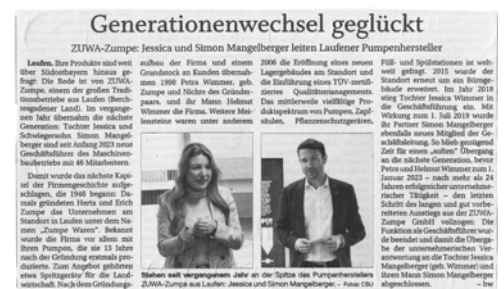 Generationenwechsel geglückt
ZUWA-Zumpe: Jessica und Simon Mangelberger leiten Laufener Pumpenhersteller
Laufen. Ihre Produkte sind weit
über Südostbayern hinaus ge-
fragt: Die Rede ist von ZUWA-
Zumpe, einem der großen Tradi-
tionsbetriebe aus Laufen (Berch-
tesgadener Land). Im vergange-
nen Jahr übernahm die nächste
Generation: Tochter Jessica und
Schwiegersohn Simon Mangel-
berger sind seit Anfang 2023 neue
Geschäftsführer des Maschinen-
baubetriebs mit 46 Mitarbeitern.
Damit wurde das nächste Kapi-
tel der Firmengeschichte aufge-
schlagen, die 1946 begann: Da-
mals gründeten Herta und Erich
Zumpe das Unternehmen am
Standort in Laufen unter dem Na-
men „Zumpe Waren". Bekannt
wurde die Firma vor allem mit
ihren Pumpen, die sie 13 Jahre
nach der Gründung erstmals pro-
duzierte. Zum Angebot gehörten
etwa Spritzgeräte für die Land-
wirtschaft. Nach dem Gründungs-
aufbau der Firma und einem
Grundstock an Kunden übernah-
men 1998 Petra Wimmer, geb.
Zumpe und Nichte des Gründer-
paars, und ihr Mann Helmut
Wimmer die Firma. Weitere Mei-
lensteine waren unter anderem
2006 die Eröffnung eines neuen
Lagergebäudes am Standort und
die Einführung eines TÜV-zertifi-
zierten Qualitätsmanagements.
Das mittlerweile vielfältige Pro-
duktspektrum von Pumpen, Zapf-
säulen, Pflanzenschutzgeräten,
Füll- und Spülstationen ist welt-
weit gefragt. 2015 wurde der
Standort erneut um ein Büroge-
bäude erweitert. Im Jahr 2018
stieg Tochter Jessica Wimmer in
die Geschäftsführung ein. Mit
Wirkung zum 1. Juli 2019 wurde
ihr Partner Simon Mangelberger
ebenfalls neues Mitglied der Ge-
schäftsleitung. So blieb genügend
Zeit für einen „soften" Übergang
an die nächste Generation, bevor
Petra und Helmut Wimmer zum 1.
Januar 2023 – nach mehr als 24
Jahren erfolgreicher unternehme-
rischer Tätigkeit – den letzten
Schritt des langen und gut vorbe-
reiteten Ausstiegs aus der ZUWA-
Zumpe GmbH vollzogen: Die
Funktion als Geschäftsführer wur-
de beendet und damit die Überga-
be der unternehmerischen Ver-
antwortung an die Tochter Jessica
Mangelberger (geb. Wimmer) und
ihren Mann Simon Mangelberger
abgeschlossen. – hw
Stehen seit vergangenem Jahr an der Spitze des Pumpenherstellers
ZUWA-Zumpe aus Laufen: Jessica und Simon Mangelberger. – Fotos: CBU